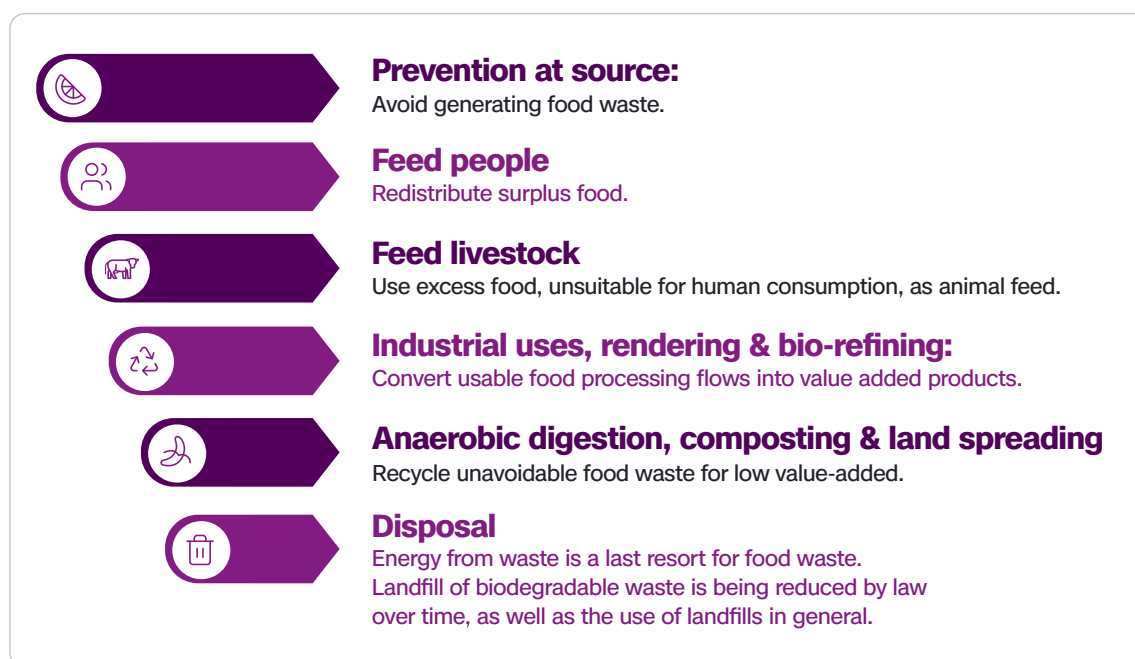 Prevention at source:
Avoid generating food waste.
Feed people
Redistribute surplus food.
Feed livestock
Use excess food, unsuitable for human consumption, as animal feed.
Industrial uses, rendering & bio-refining:
Convert usable food processing flows into value added products.
Anaerobic digestion, composting & land spreading
Recycle unavoidable food waste for low value-added.
Disposal
Energy from waste is a last resort for food waste.
Landfill of biodegradable waste is being reduced by law
over time, as well as the use of landfills in general.